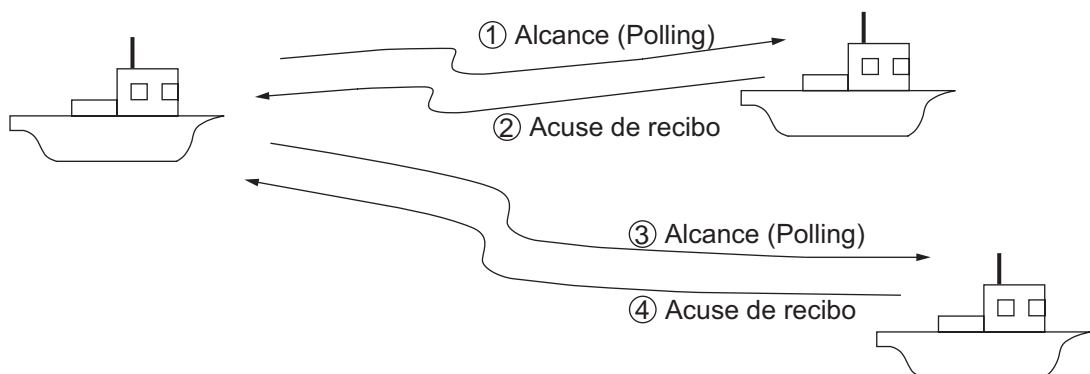 ① Alcance (Polling)
② Acuse de recibo
③ Alcance (Polling)
④ Acuse de recibo